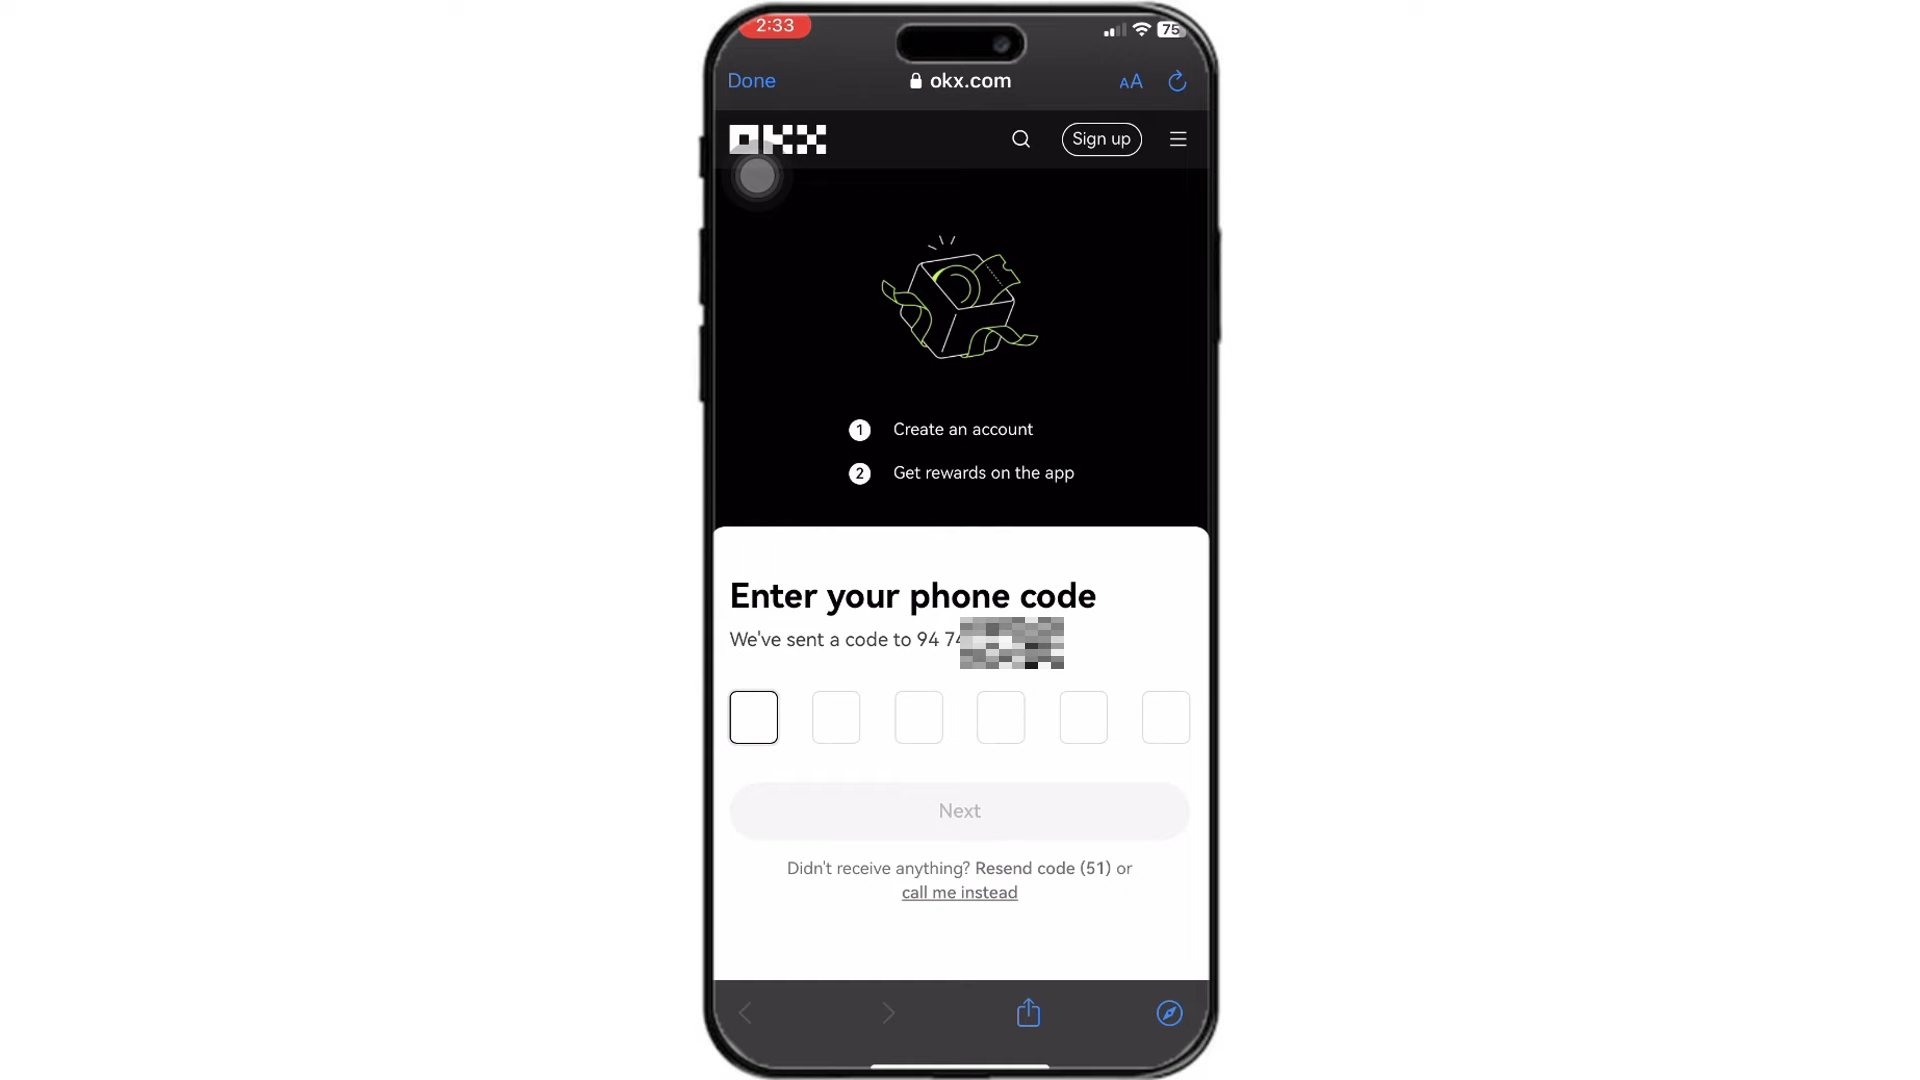 2:33
75
Done
okx.com
AA
OKX
Sign up
1 Create an account
2 Get rewards on the app
Enter your phone code
We've sent a code to 94 74
Next
Didn't receive anything? Resend code (51) or
call me instead